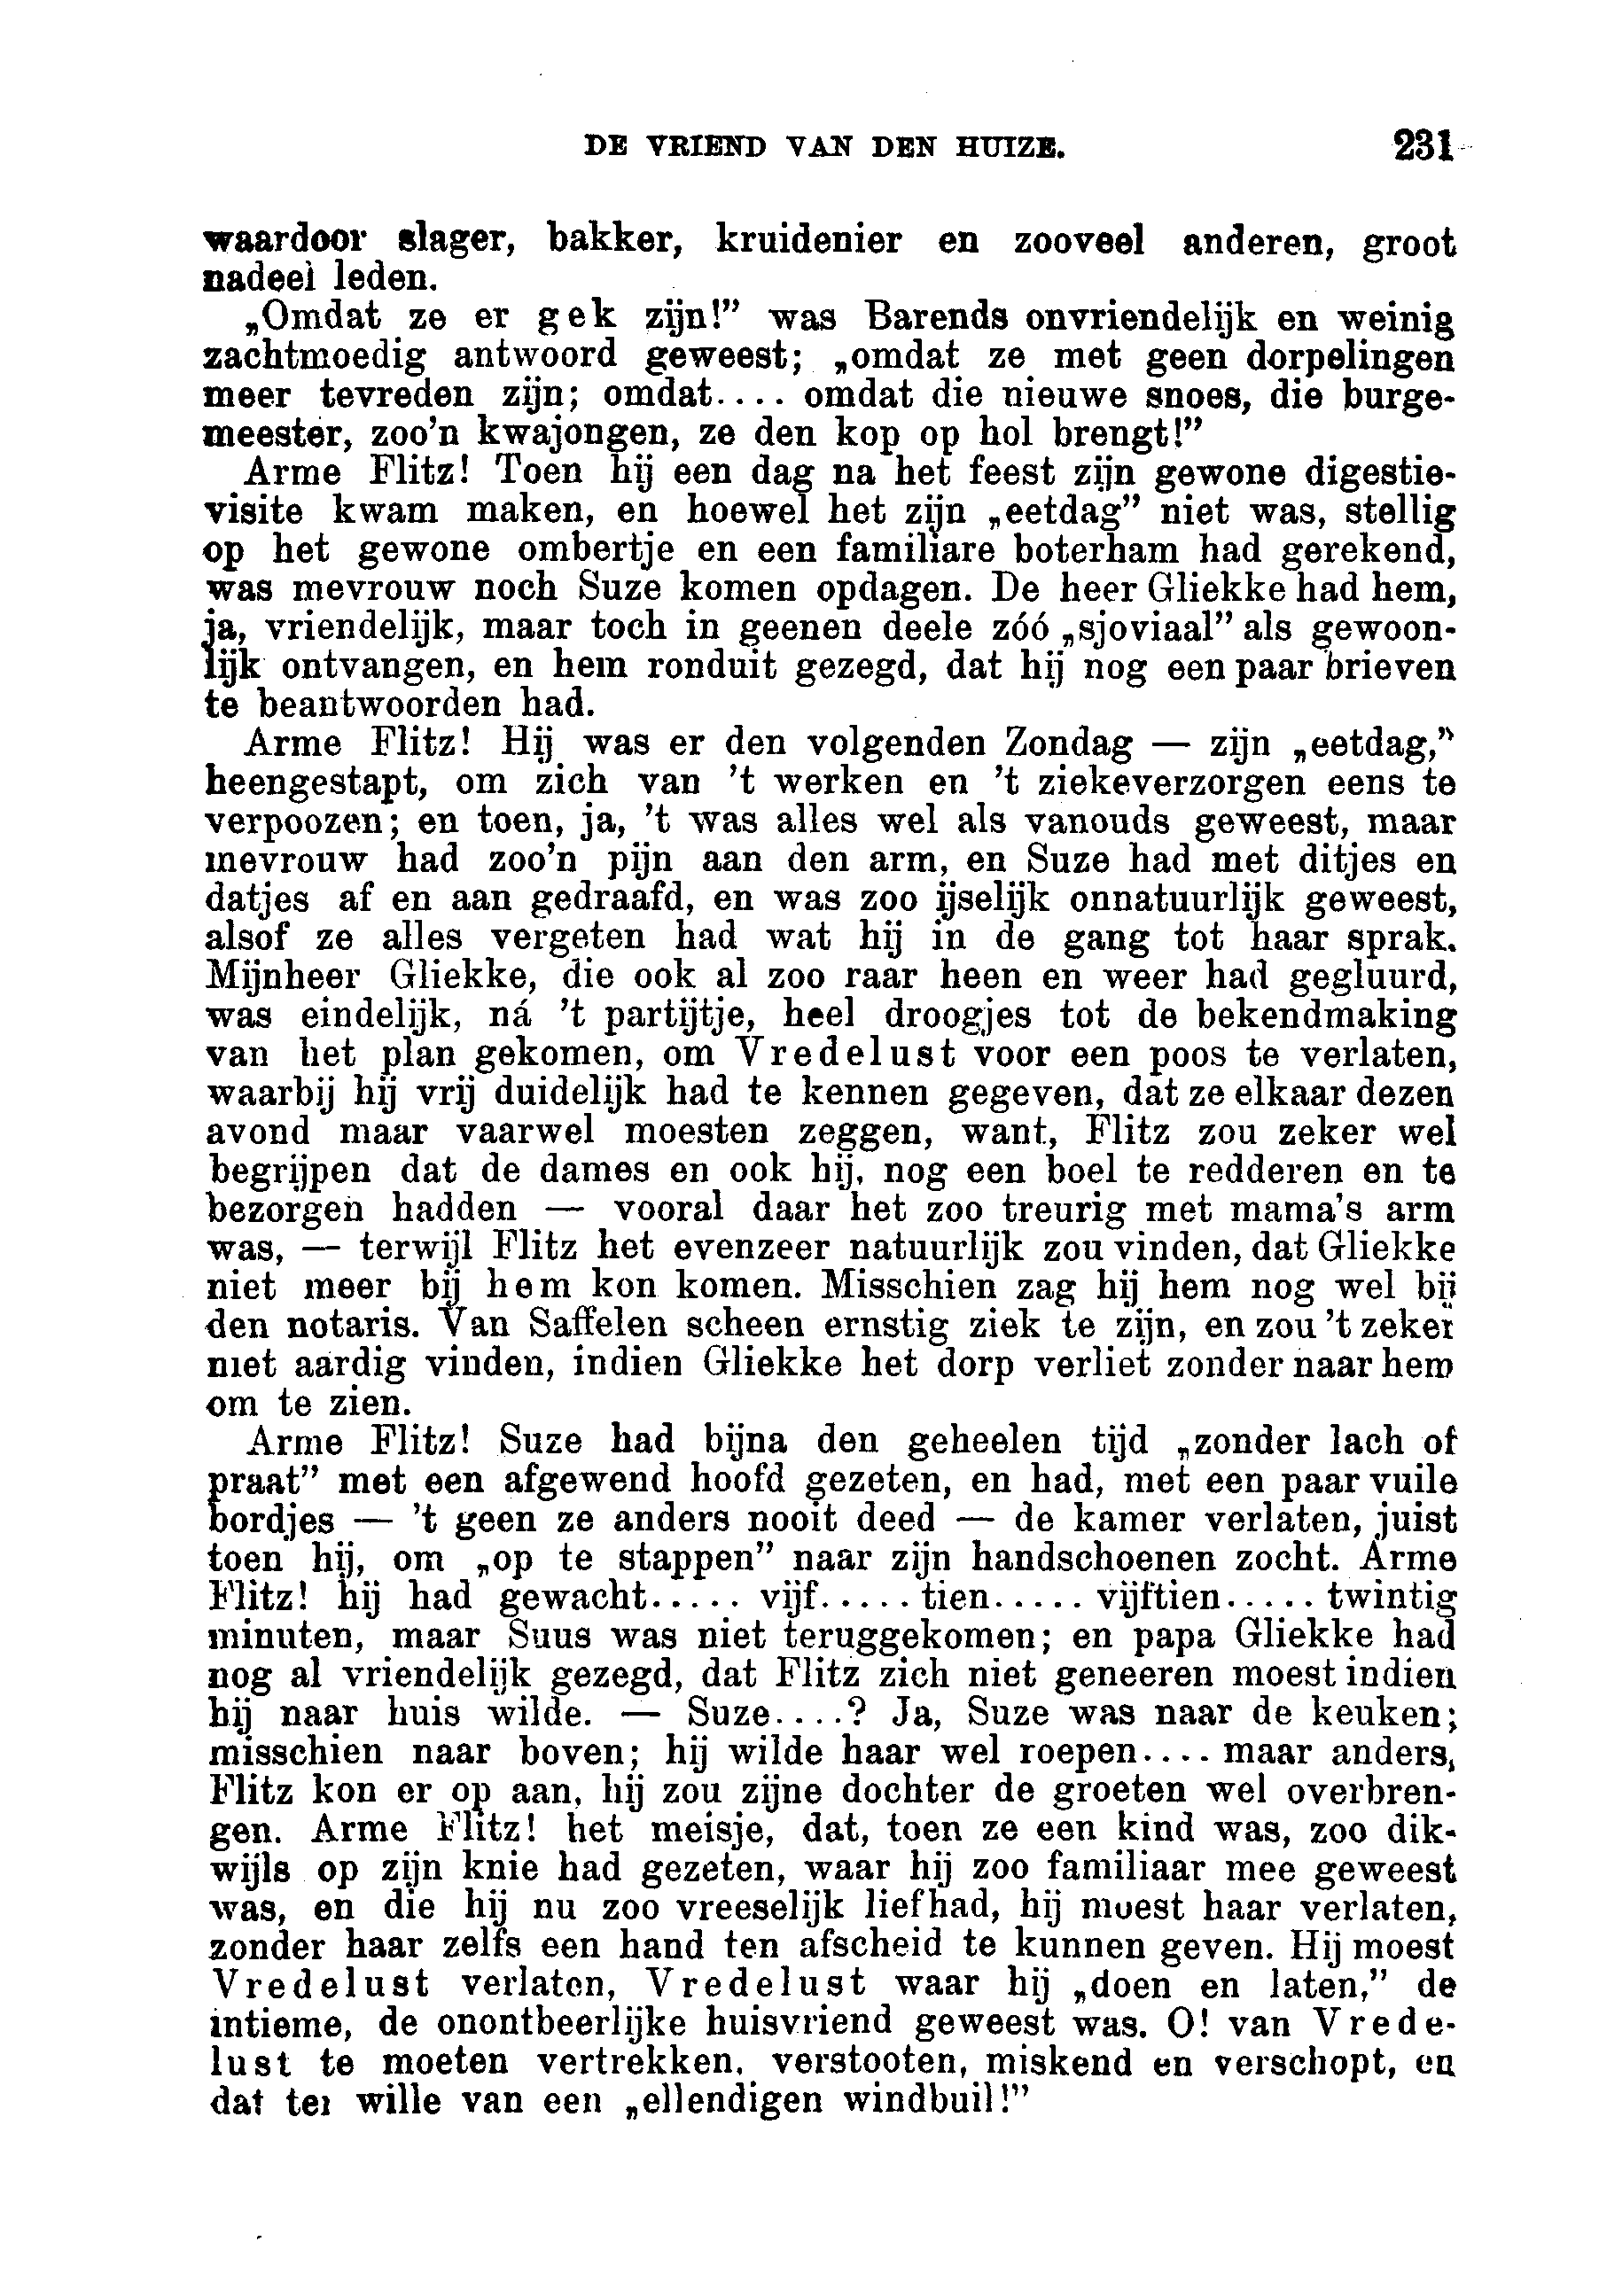 DE VRIEND VAN DEN HUIZE. 231
waardoor slager, bakker, kruidenier en zooveel anderen, groot
nadeel leden.
„Omdat ze er gek zijn!” was Barends onvriendelijk en weinig
zachtmoedig antwoord geweest; „omdat ze met geen dorpelingen
meer tevreden zijn; omdat.... omdat die nieuwe snoes, die burge-
meester, zoo'n kwajongen, ze den kop op hol brengt!”
Arme Flitz! Toen hij een dag na het feest zijn gewone digestie-
visite kwam maken, en hoewel het zijn „eetdag” niet was, stellig
op het gewone ombertje en een familiare boterham had gerekend,
was mevrouw noch Suze komen opdagen. De heer Gliekke had hem,
ja, vriendelijk, maar toch in geenen deele zóó „sjoviaal” als gewoon-
lijk ontvangen, en hem ronduit gezegd, dat hij nog een paar brieven
te beantwoorden had.
Arme Flitz! Hij was er den volgenden Zondag — zijn „eetdag,”
heengestapt, om zich van 't werken en 't ziekeverzorgen eens te
verpoozen; en toen, ja, 't was alles wel als vanouds geweest, maar
mevrouw had zoo'n pijn aan den arm, en Suze had met ditjes en
datjes af en aan gedraafd, en was zoo ijselijk onnatuurlijk geweest,
alsof ze alles vergeten had wat hij in de gang tot haar sprak.
Mijnheer Gliekke, die ook al zoo raar heen en weer had gegluurd,
was eindelijk, ná 't partijtje, heel droogjes tot de bekendmaking
van het plan gekomen, om Vredelust voor een poos te verlaten,
waarbij hij vrij duidelijk had te kennen gegeven, dat ze elkaar dezen
avond maar vaarwel moesten zeggen, want, Flitz zou zeker wel
begrijpen dat de dames en ook hij, nog een boel te redderen en te
bezorgen hadden — vooral daar het zoo treurig met mama's arm
was, — terwijl Flitz het evenzeer natuurlijk zou vinden, dat Gliekke
niet meer bij hem kon komen. Misschien zag hij hem nog wel bij
den notaris. Van Saffelen scheen ernstig ziek te zijn, en zou 't zeker
niet aardig vinden, indien Gliekke het dorp verliet zonder naar hem
om te zien.
Arme Flitz! Suze had bijna den geheelen tijd „zonder lach of
praat” met een afgewend hoofd gezeten, en had, met een paar vuile
bordjes — 't geen ze anders nooit deed — de kamer verlaten, juist
toen hij, om „op te stappen” naar zijn handschoenen zocht. Arme
Flitz! hij had gewacht..... vijf..... tien..... vijftien..... twintig
minuten, maar Suus was niet teruggekomen; en papa Gliekke had
nog al vriendelijk gezegd, dat Flitz zich niet geneeren moest indien
hij naar huis wilde. — Suze....? Ja, Suze was naar de keuken;
misschien naar boven; hij wilde haar wel roepen.... maar anders,
Flitz kon er op aan, hij zou zijne dochter de groeten wel overbren-
gen. Arme Flitz! het meisje, dat, toen ze een kind was, zoo dik-
wijls op zijn knie had gezeten, waar hij zoo familiaar mee geweest
was, en die hij nu zoo vreeselijk liefhad, hij moest haar verlaten,
zonder haar zelfs een hand ten afscheid te kunnen geven. Hij moest
Vredelust verlaten, Vredelust waar hij „doen en laten,” de
intieme, de onontbeerlijke huisvriend geweest was. O! van Vrede-
lust te moeten vertrekken, verstooten, miskend en verschopt, en
dat ter wille van een „ellendigen windbuil!”